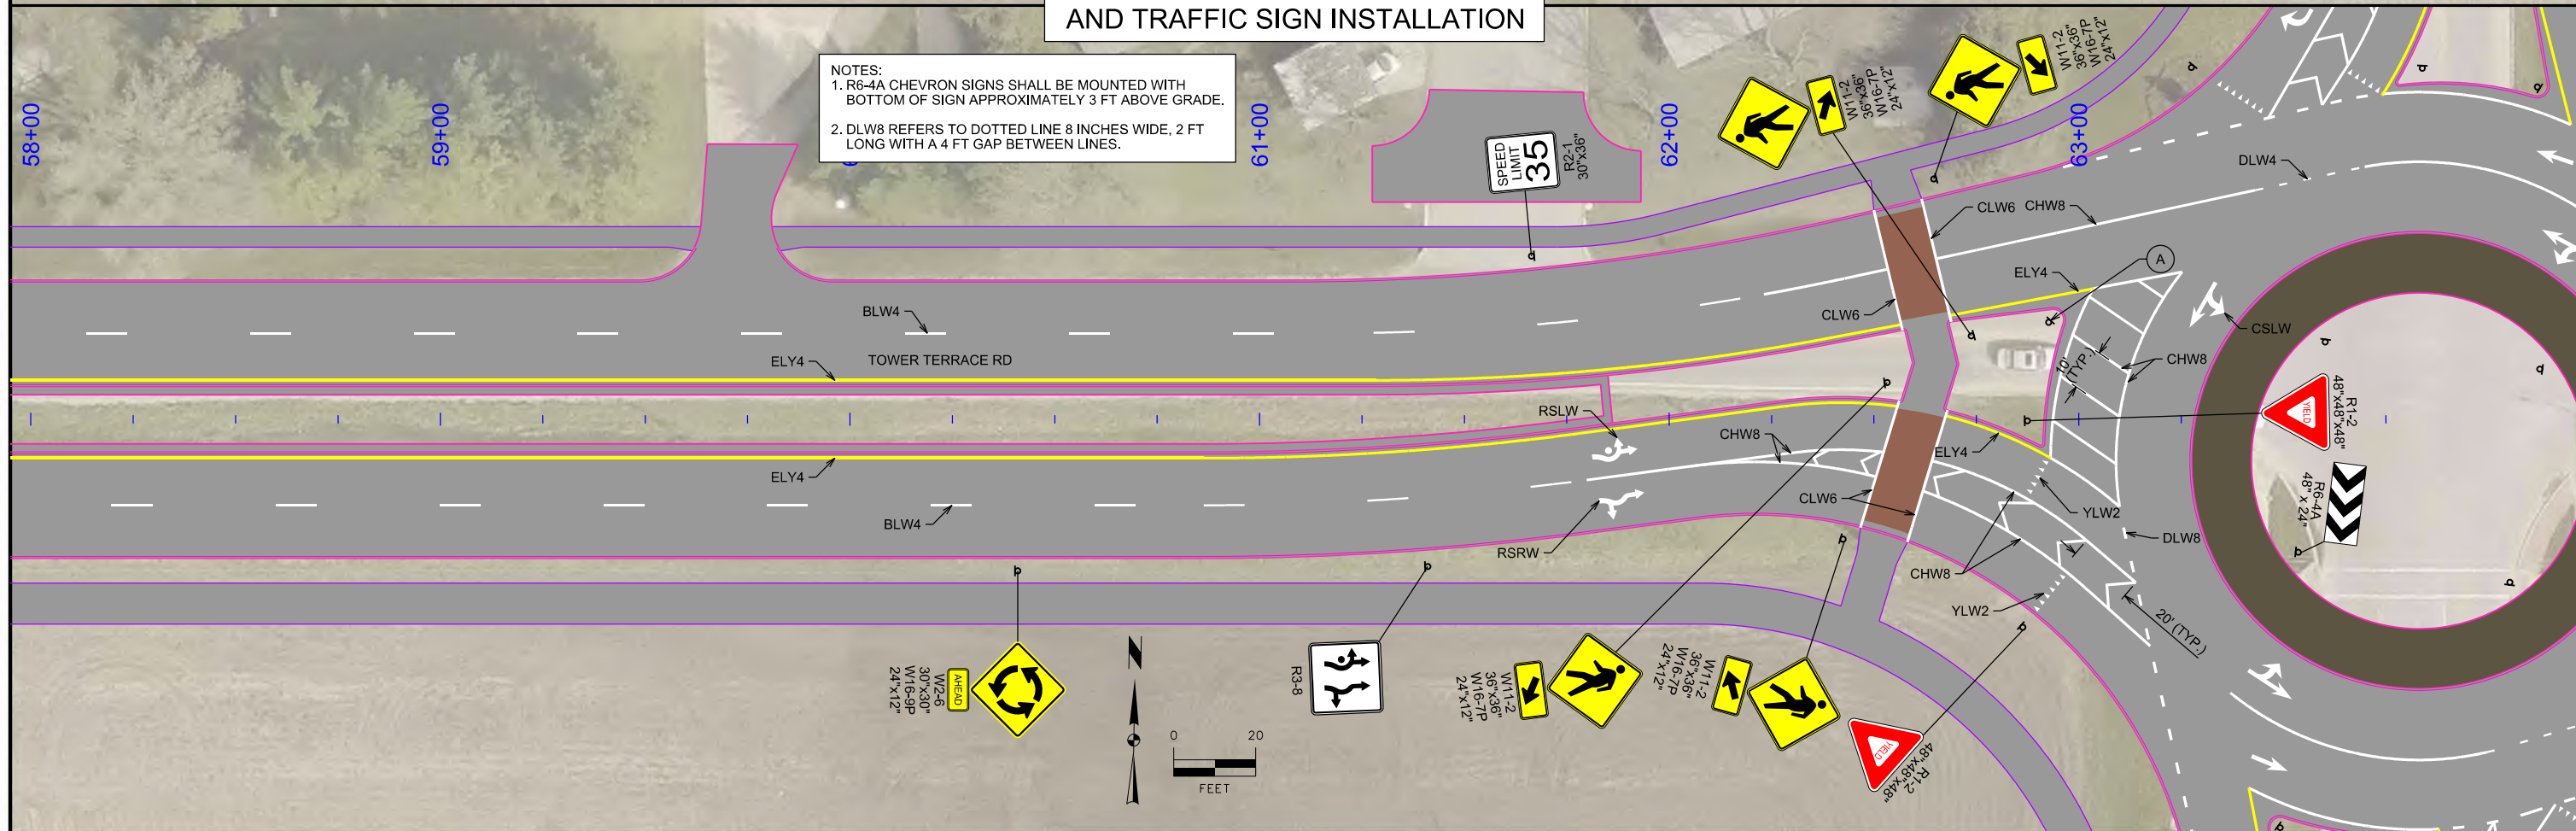 AND TRAFFIC SIGN INSTALLATION
NOTES:
1. R6-4A CHEVRON SIGNS SHALL BE MOUNTED WITH
BOTTOM OF SIGN APPROXIMATELY 3 FT ABOVE GRADE.
2. DLW8 REFERS TO DOTTED LINE 8 INCHES WIDE, 2 FT
LONG WITH A 4 FT GAP BETWEEN LINES.
58+00
59+00
61+00
62+00
63+00
SPEED
LIMIT
35
R2-1
30"x36"
W11-2
36"x36"
W16-7P
24"x12"
W11-2
36"x36"
W16-7P
24"x12"
DLW4
CLW6
CHW8
A
ELY4
CLW6
CSLW
BLW4
TOWER TERRACE RD
ELY4
10'
(TYP.)
CHW8
RSLW
YIELD
R1-2
48"x48"x48"
CHW8
ELY4
ELY4
R6-4A
48" x 24"
CLW6
YLW2
BLW4
DLW8
RSRW
CHW8
YLW2
20' (TYP.)
AHEAD
W2-6
30"x30"
W16-9P
24"x12"
N
0 20
FEET
R3-8
W11-2
36"x36"
W16-7P
24"x12"
W11-2
36"x36"
W16-7P
24"x12"
YIELD
R1-2
48"x48"x48"